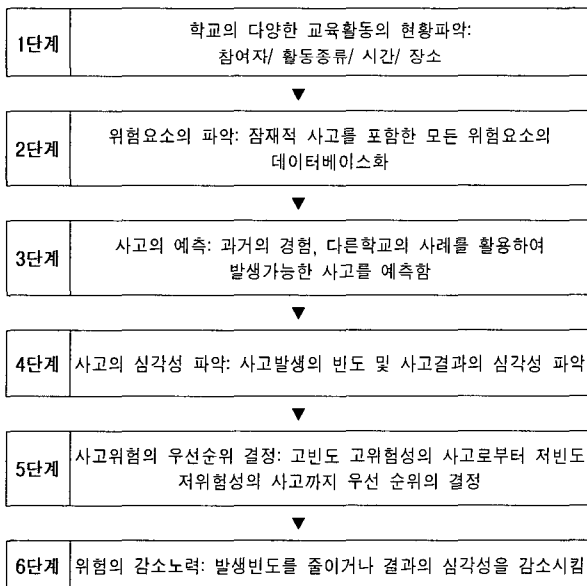 1단계
학교의 다양한 교육활동의 현황파악:
참여자/ 활동종류/ 시간/ 장소
▼
2단계
위험요소의 파악: 잠재적 사고를 포함한 모든 위험요소의
데이터베이스화
▼
3단계
사고의 예측: 과거의 경험, 다른학교의 사례를 활용하여
발생가능한 사고를 예측함
▼
4단계
사고의 심각성 파악: 사고발생의 빈도 및 사고결과의 심각성 파악
▼
5단계
사고위험의 우선순위 결정: 고빈도 고위험성의 사고로부터 저빈도
저위험성의 사고까지 우선 순위의 결정
▼
6단계
위험의 감소노력: 발생빈도를 줄이거나 결과의 심각성을 감소시킴